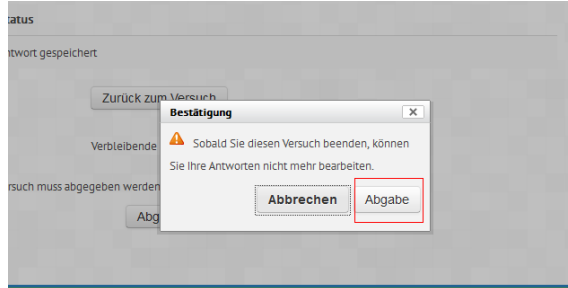 tatus
ntwort gespeichert
Zurück zum Versuch
Bestätigung
Sobald Sie diesen Versuch beenden, können
Sie Ihre Antworten nicht mehr bearbeiten.
Verbleibende
rsuch muss abgegeben werden
Abbrechen Abgabe
Abg